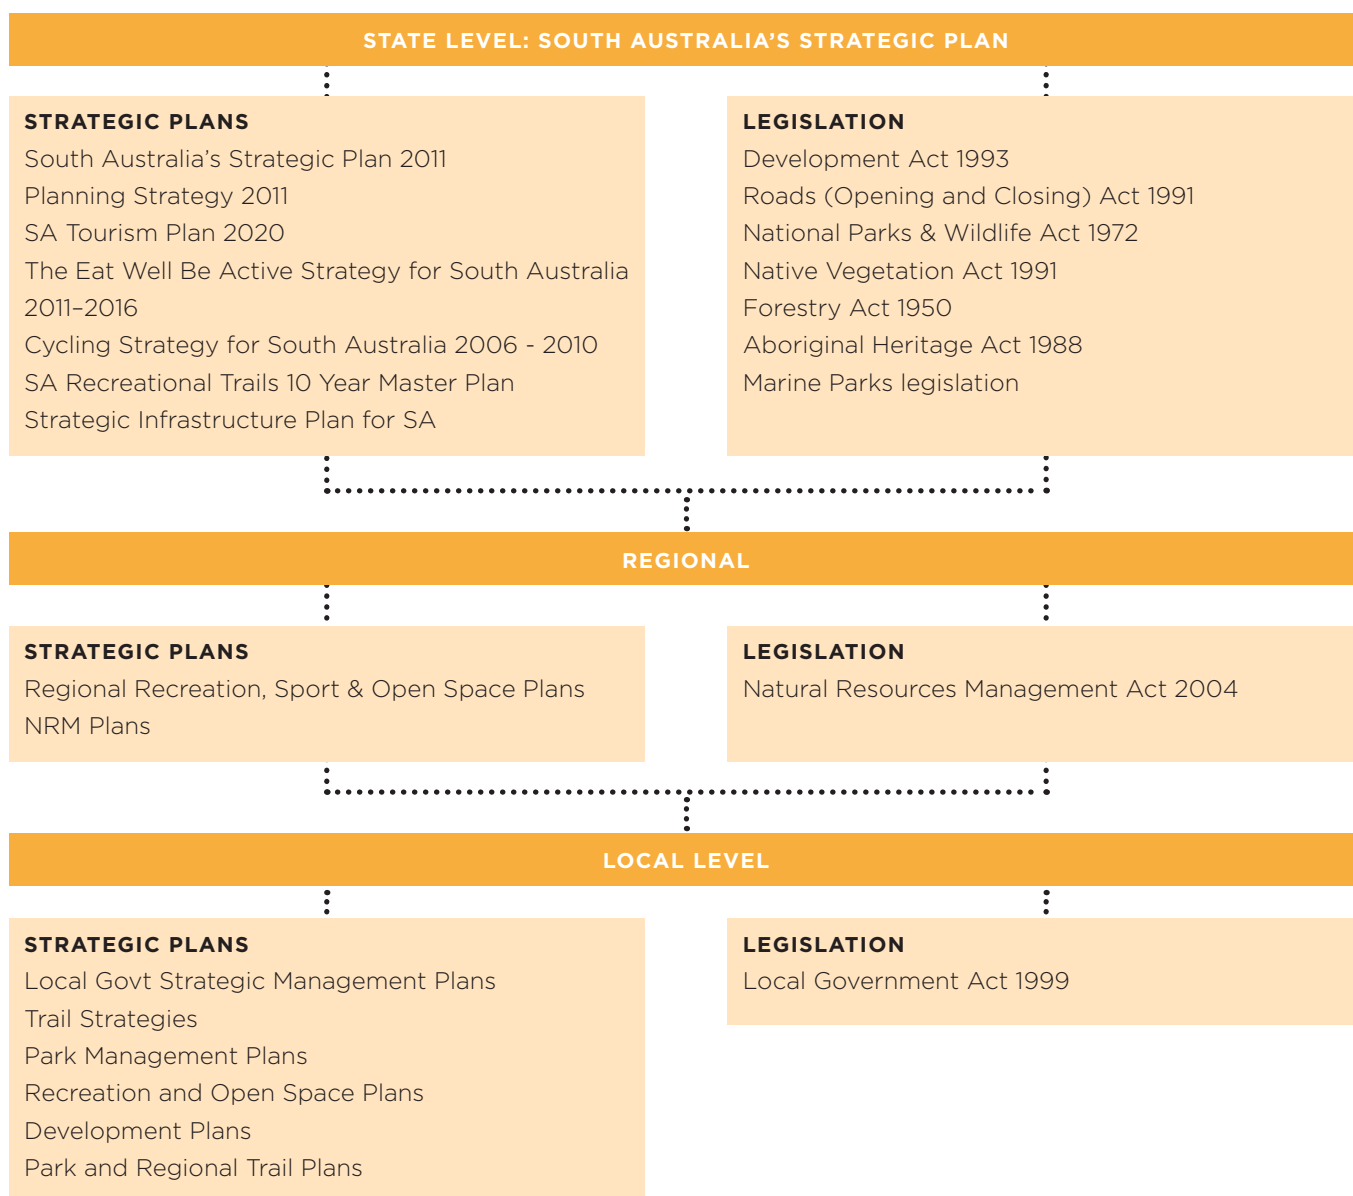 STATE LEVEL: SOUTH AUSTRALIA’S STRATEGIC PLAN
STRATEGIC PLANS
South Australia’s Strategic Plan 2011
Planning Strategy 2011
SA Tourism Plan 2020
The Eat Well Be Active Strategy for South Australia
2011–2016
Cycling Strategy for South Australia 2006 - 2010
SA Recreational Trails 10 Year Master Plan
Strategic Infrastructure Plan for SA
LEGISLATION
Development Act 1993
Roads (Opening and Closing) Act 1991
National Parks & Wildlife Act 1972
Native Vegetation Act 1991
Forestry Act 1950
Aboriginal Heritage Act 1988
Marine Parks legislation
REGIONAL
STRATEGIC PLANS
Regional Recreation, Sport & Open Space Plans
NRM Plans
LEGISLATION
Natural Resources Management Act 2004
LOCAL LEVEL
STRATEGIC PLANS
Local Govt Strategic Management Plans
Trail Strategies
Park Management Plans
Recreation and Open Space Plans
Development Plans
Park and Regional Trail Plans
LEGISLATION
Local Government Act 1999